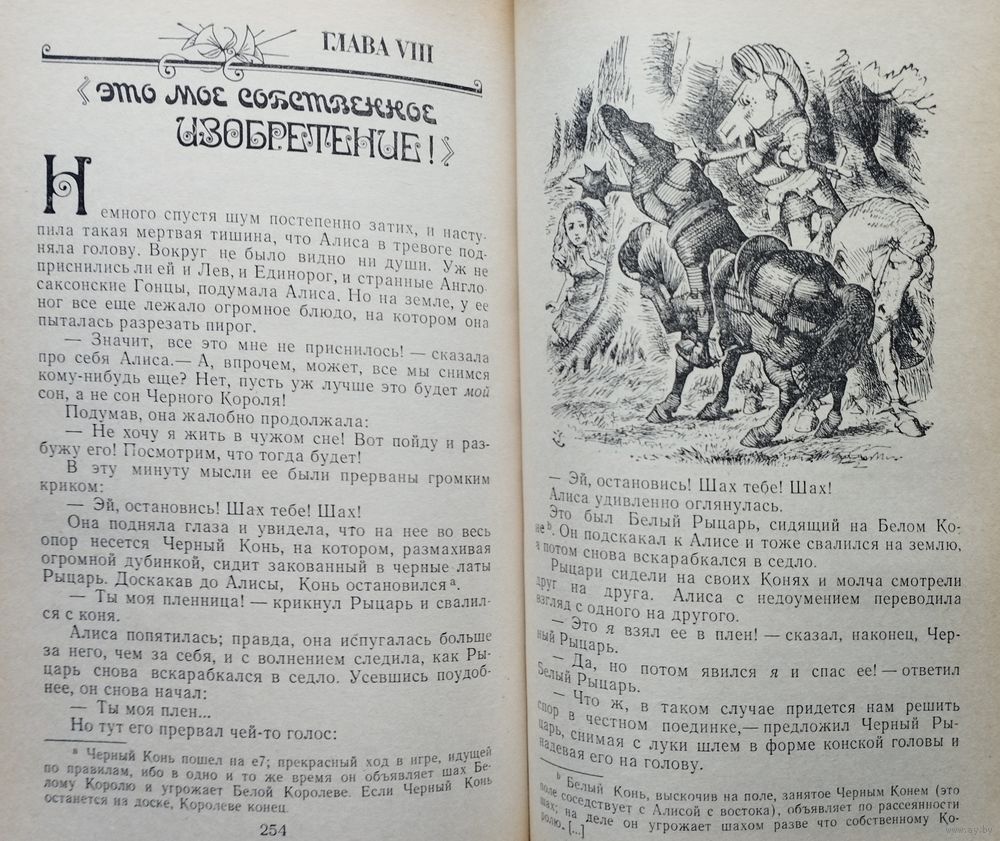 ГЛАВА VIII
«ЭТО МОЕ СОБСТВЕННОЕ
ИЗОБРЕТЕНИЕ!»
Немного спустя шум постепенно затих, и насту-
пила такая мертвая тишина, что Алиса в тревоге под-
няла голову. Вокруг не было видно ни души. Уж не
приснились ли ей и Лев, и Единорог, и странные Англо-
саксонские Гонцы, подумала Алиса. Но на земле, у ее
ног все еще лежало огромное блюдо, на котором она
пыталась разрезать пирог.
— Значит, все это мне не приснилось! — сказала
про себя Алиса.— А, впрочем, может, все мы снимся
кому-нибудь еще? Нет, пусть уж лучше это будет мой
сон, а не сон Черного Короля!
Подумав, она жалобно продолжала:
— Не хочу я жить в чужом сне! Вот пойду и раз-
бужу его! Посмотрим, что тогда будет!
В эту минуту мысли ее были прерваны громким
криком:
— Эй, остановись! Шах тебе! Шах!
Она подняла глаза и увидела, что на нее во весь
опор несется Черный Конь, на котором, размахивая
огромной дубинкой, сидит закованный в черные латы
Рыцарь. Доскакав до Алисы, Конь остановился ᵃ.
— Ты моя пленница! — крикнул Рыцарь и свалил-
ся с коня.
Алиса попятилась; правда, она испугалась больше
за него, чем за себя, и с волнением следила, как Ры-
царь снова вскарабкался в седло. Усевшись поудоб-
нее, он снова начал:
— Ты моя плен...
Но тут его прервал чей-то голос:
ᵃ Черный Конь пошел на е7; прекрасный ход в игре, идущей
по правилам, ибо в одно и то же время он объявляет шах Бе-
лому Королю и угрожает Белой Королеве. Если Черный Конь
останется на доске, Королеве конец.
254
— Эй, остановись! Шах тебе! Шах!
Алиса удивленно оглянулась.
Это был Белый Рыцарь, сидящий на Белом Ко-
не ᵇ. Он подскакал к Алисе и тоже свалился на землю,
а потом снова вскарабкался в седло.
Рыцари сидели на своих Конях и молча смотрели
друг на друга. Алиса с недоумением переводила
взгляд с одного на другого.
— Это я взял ее в плен! — сказал, наконец, Чер-
ный Рыцарь.
— Да, но потом явился я и спас ее! — ответил
Белый Рыцарь.
— Что ж, в таком случае придется нам решить
спор в честном поединке,— предложил Черный Ры-
царь, снимая с луки шлем в форме конской головы и
надевая его на голову.
ᵇ Белый Конь, выскочив на поле, занятое Черным Конем (это
поле соседствует с Алисой с востока), объявляет по рассеянности
шах; на деле он угрожает шахом разве что собственному Ко-
ролю. [...]
www.ay.by